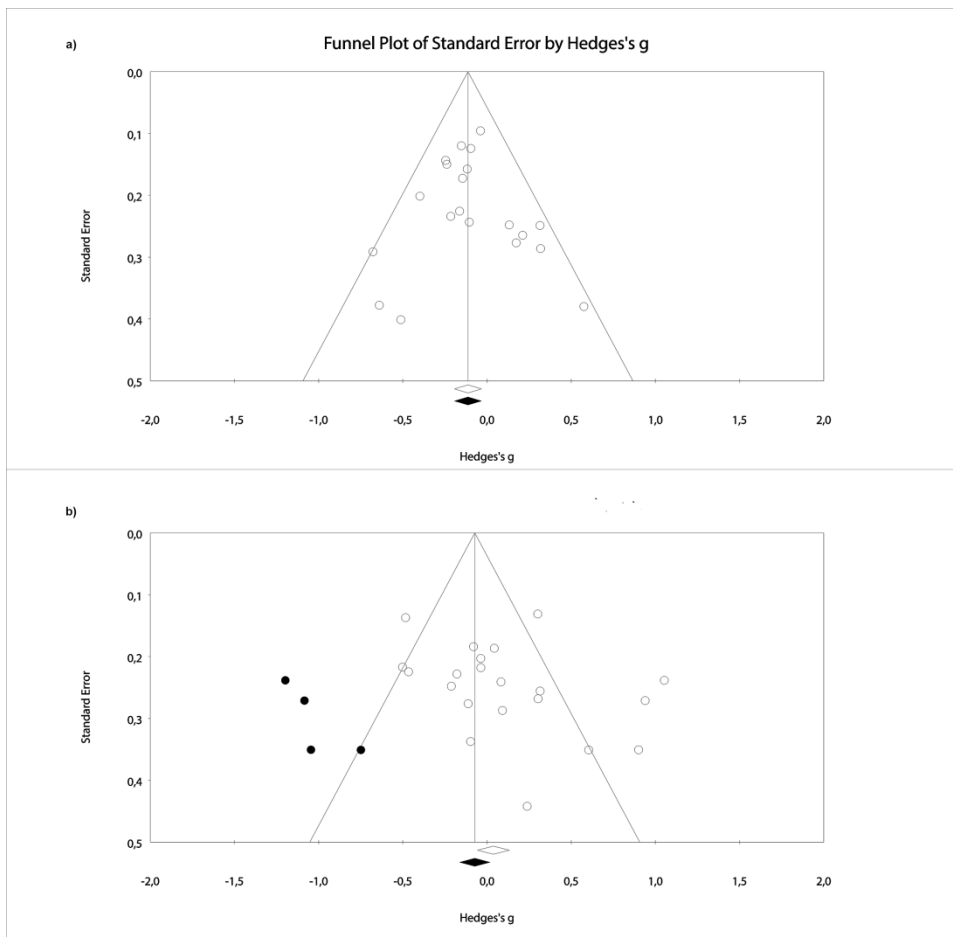 a)
Funnel Plot of Standard Error by Hedges's g
0,0
0,1
0,2
0,3
0,4
0,5
Standard Error
-2,0 -1,5 -1,0 -0,5 0,0 0,5 1,0 1,5 2,0
Hedges's g
b)
0,0
0,1
0,2
0,3
0,4
0,5
Standard Error
-2,0 -1,5 -1,0 -0,5 0,0 0,5 1,0 1,5 2,0
Hedges's g